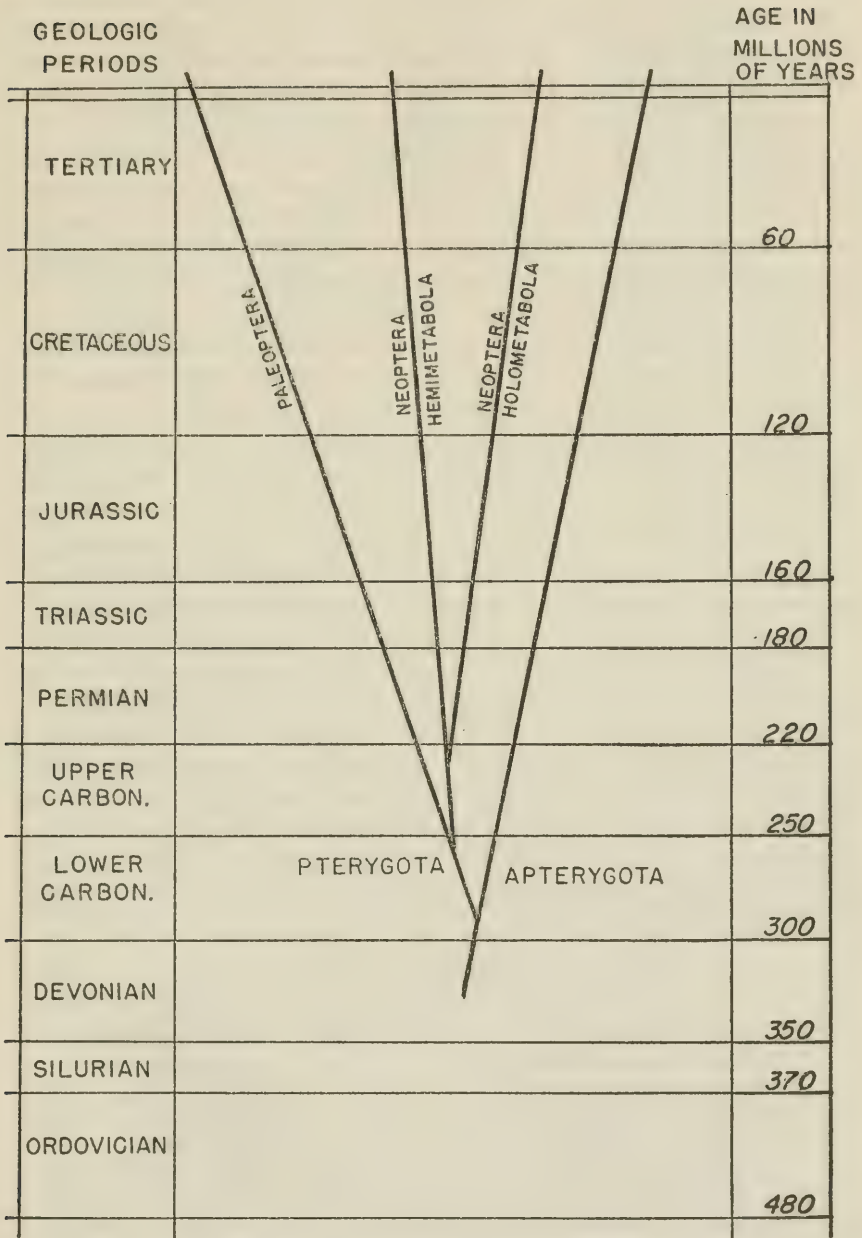 GEOLOGIC
PERIODS
AGE IN
MILLIONS
OF YEARS
TERTIARY
60
CRETACEOUS
PALEOPTERA
NEOPTERA
HEMIMETABOLA
NEOPTERA
HOLOMETABOLA
120
JURASSIC
160
TRIASSIC
180
PERMIAN
220
UPPER
CARBON.
250
LOWER
CARBON.
PTERYGOTA
APTERYGOTA
300
DEVONIAN
350
SILURIAN
370
ORDOVICIAN
480